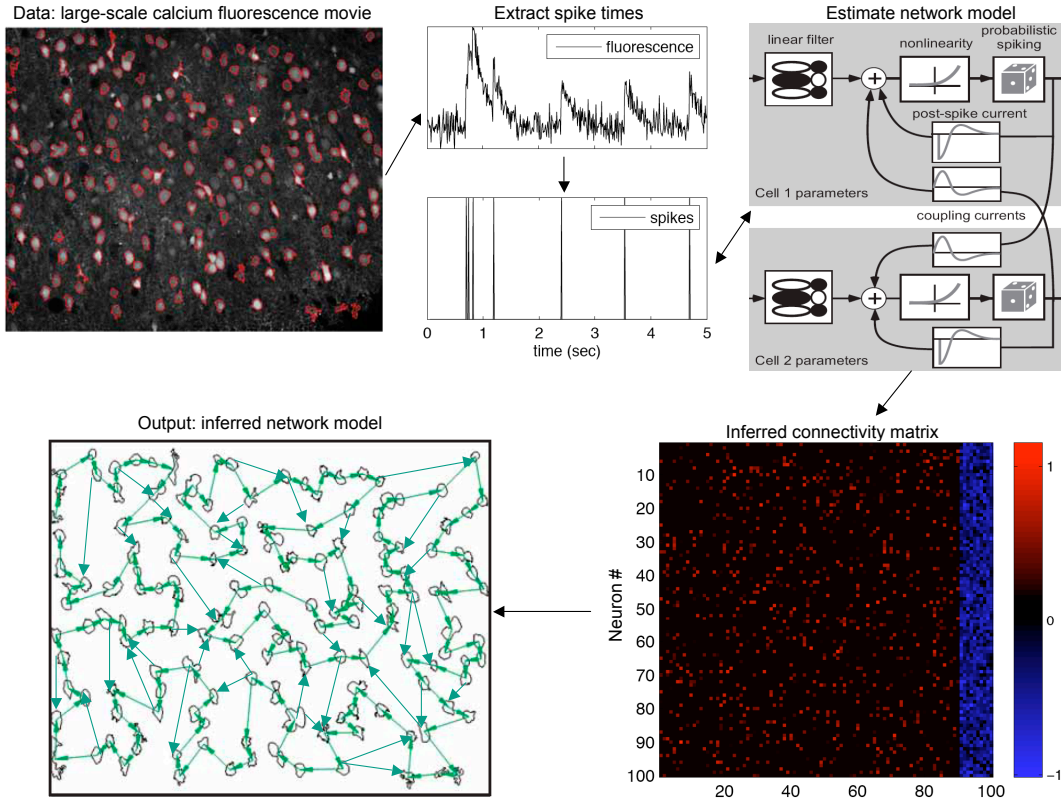 Data: large-scale calcium fluorescence movie
Extract spike times
fluorescence
spikes
0 1 2 3 4 5
time (sec)
Estimate network model
linear filter
nonlinearity
probabilistic
spiking
post-spike current
Cell 1 parameters
coupling currents
Cell 2 parameters
Output: inferred network model
Inferred connectivity matrix
Neuron #
10
20
30
40
50
60
70
80
90
100
20 40 60 80 100
1
0
−1